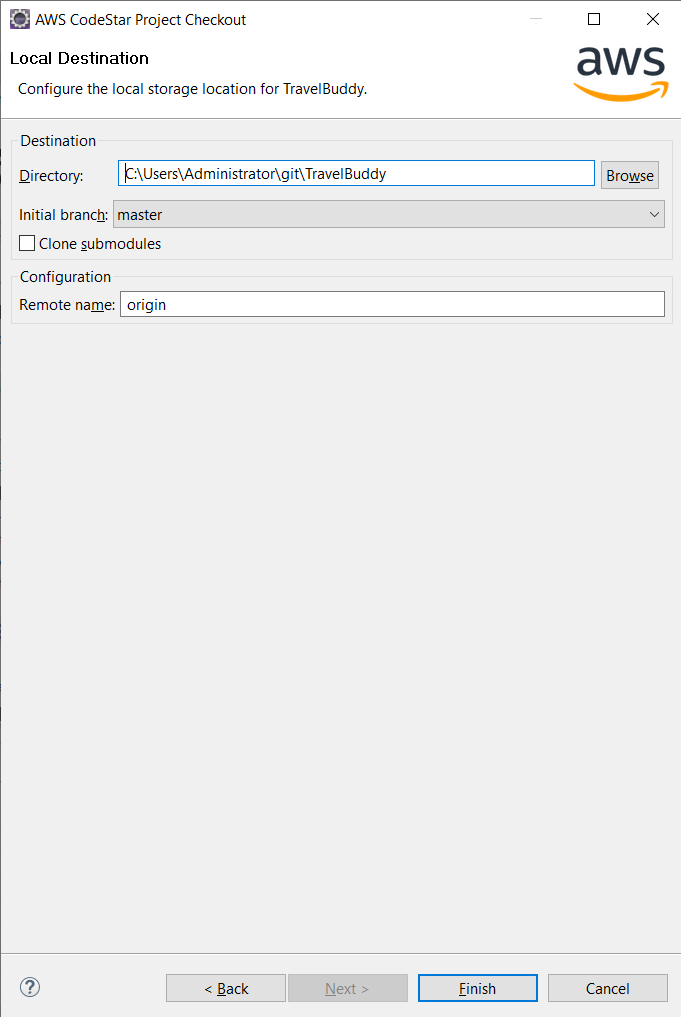 AWS CodeStar Project Checkout
Local Destination
Configure the local storage location for TravelBuddy.
aws
Destination
Directory: C:\Users\Administrator\git\TravelBuddy Browse
Initial branch: master
Clone submodules
Configuration
Remote name: origin
? < Back Next > Finish Cancel